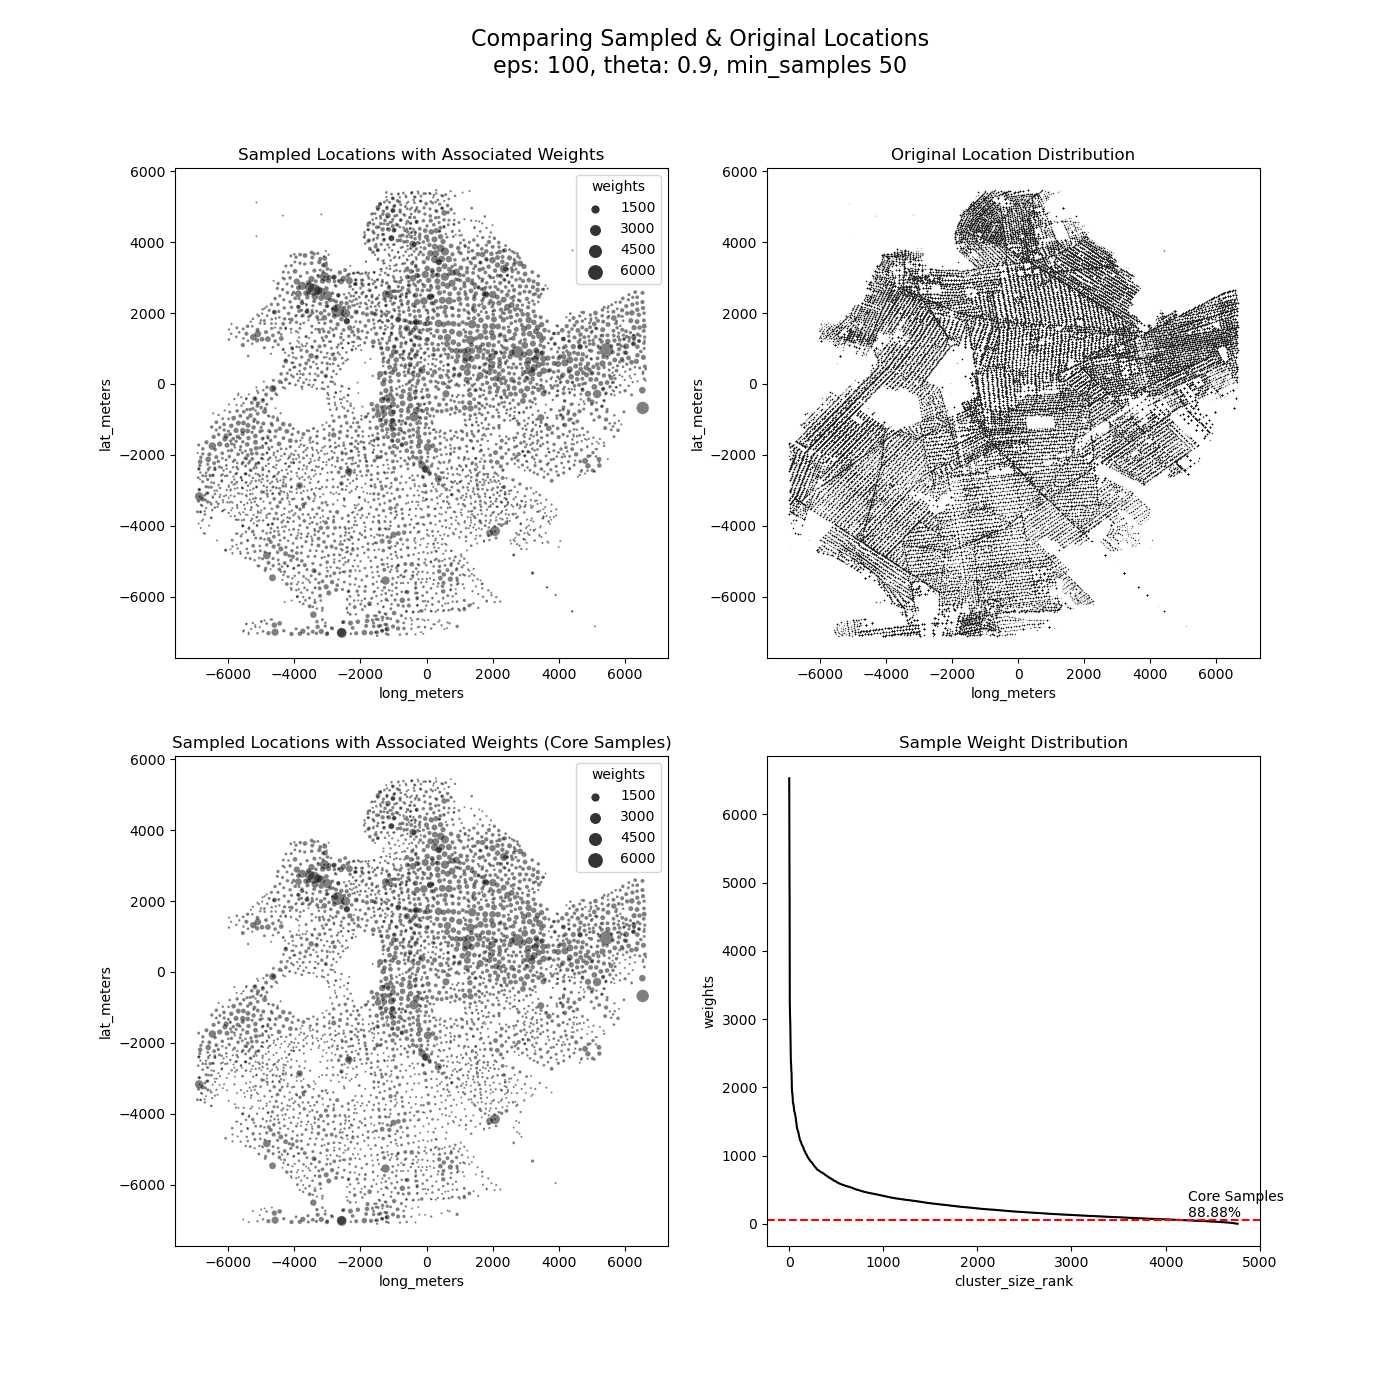 Comparing Sampled & Original Locations
eps: 100, theta: 0.9, min_samples 50
Sampled Locations with Associated Weights
6000
4000
2000
0
−2000
−4000
−6000
lat_meters
weights
1500
3000
4500
6000
−6000 −4000 −2000 0 2000 4000 6000
long_meters
Original Location Distribution
6000
4000
2000
0
−2000
−4000
−6000
lat_meters
−6000 −4000 −2000 0 2000 4000 6000
long_meters
Sampled Locations with Associated Weights (Core Samples)
6000
4000
2000
0
−2000
−4000
−6000
lat_meters
weights
1500
3000
4500
6000
−6000 −4000 −2000 0 2000 4000 6000
long_meters
Sample Weight Distribution
6000
5000
4000
3000
2000
1000
0
weights
Core Samples
88.88%
0 1000 2000 3000 4000 5000
cluster_size_rank